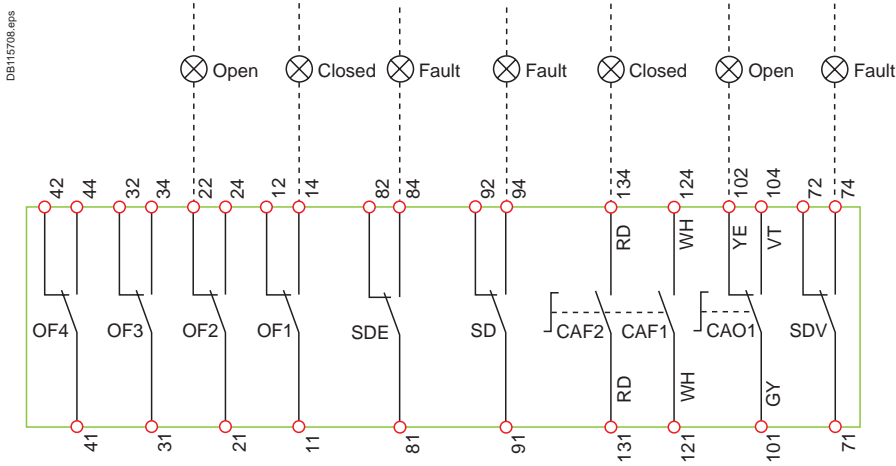 DB115708.eps
Open
Closed
Fault
Fault
Closed
Open
Fault
42
44
32
34
22
24
12
14
82
84
92
94
134
124
102
104
72
74
RD
WH
YE
VT
OF4
OF3
OF2
OF1
SDE
SD
CAF2
CAF1
CAO1
SDV
RD
WH
GY
41
31
21
11
81
91
131
121
101
71